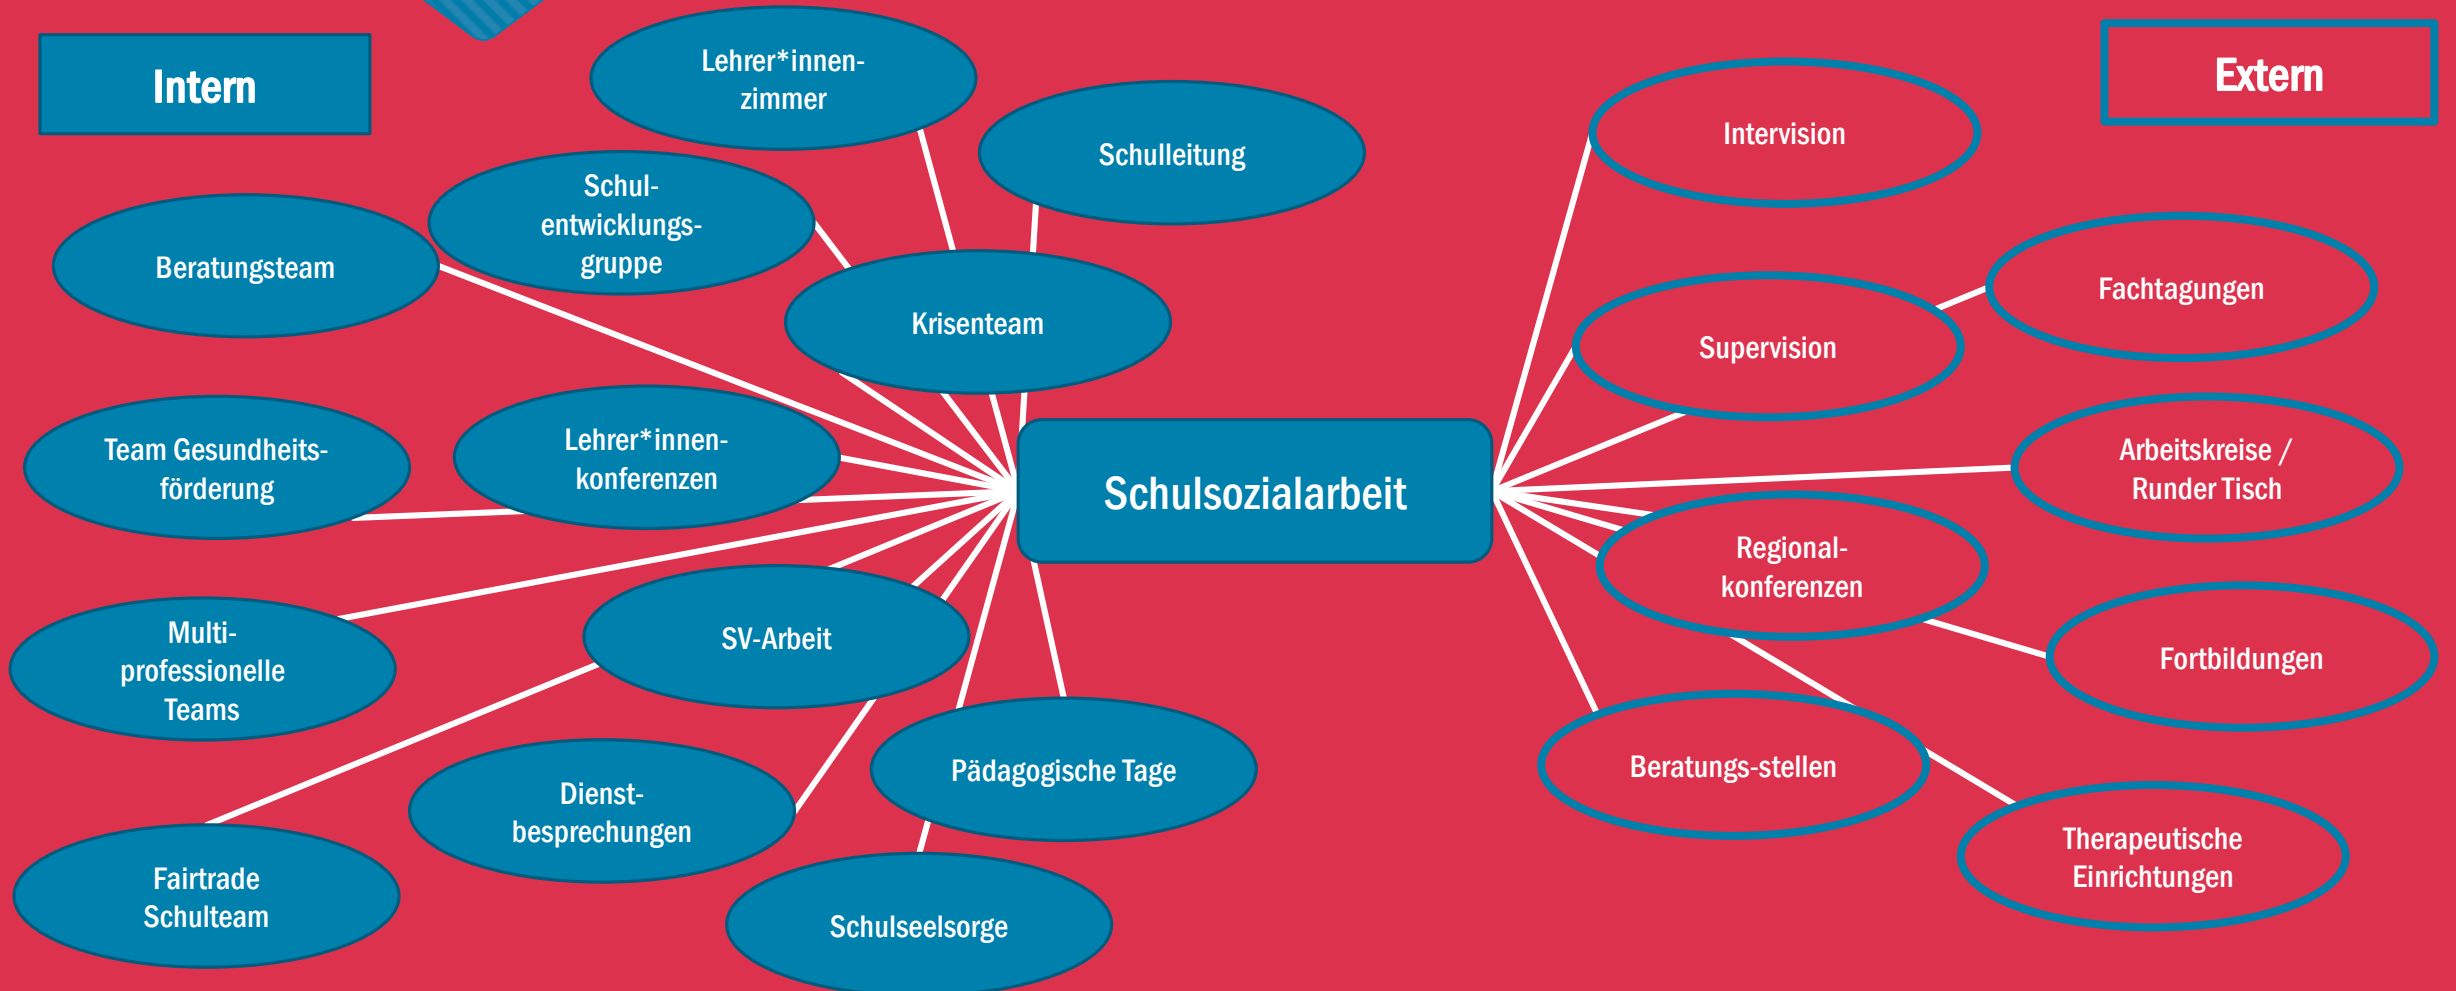 Intern
Lehrer*innen-
zimmer
Schulleitung
Schul-
entwicklungs-
gruppe
Beratungsteam
Krisenteam
Team Gesundheits-
förderung
Lehrer*innen-
konferenzen
Multi-
professionelle
Teams
SV-Arbeit
Dienst-
besprechungen
Pädagogische Tage
Fairtrade
Schulteam
Schulseelsorge
Schulsozialarbeit
Extern
Intervision
Fachtagungen
Supervision
Arbeitskreise /
Runder Tisch
Regional-
konferenzen
Fortbildungen
Beratungs-stellen
Therapeutische
Einrichtungen